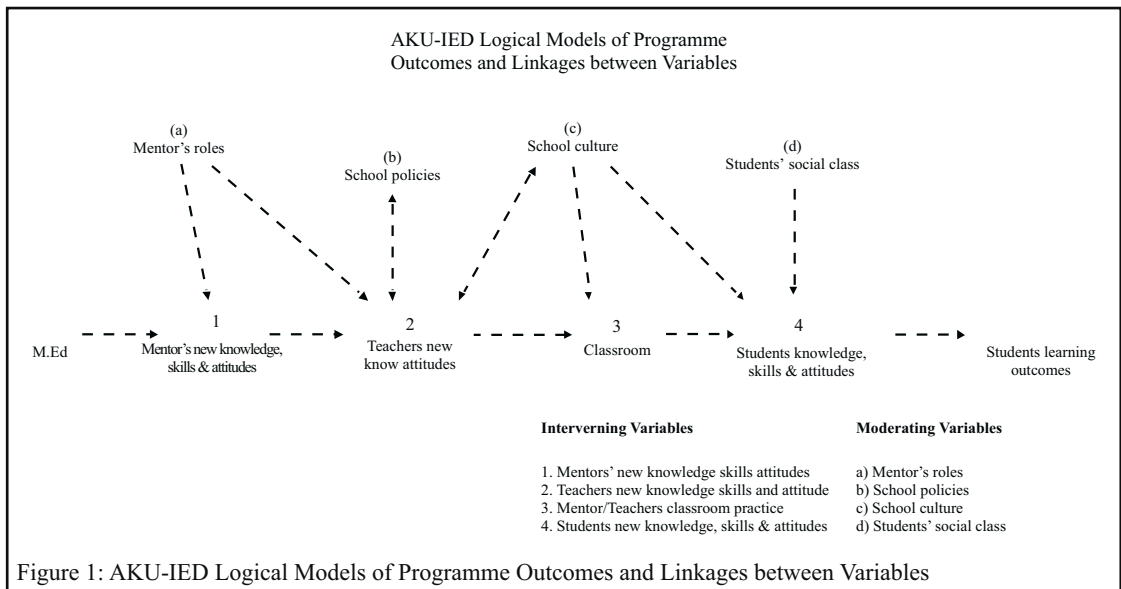 AKU-IED Logical Models of Programme
Outcomes and Linkages between Variables
(a)
Mentor's roles
(b)
School policies
(c)
School culture
(d)
Students' social class
M.Ed
1
Mentor's new knowledge,
skills & attitudes
2
Teachers new
know attitudes
3
Classroom
4
Students knowledge,
skills & attitudes
Students learning
outcomes
Interverning Variables
1. Mentors' new knowledge skills attitudes
2. Teachers new knowledge skills and attitude
3. Mentor/Teachers classroom practice
4. Students new knowledge, skills & attitudes
Moderating Variables
a) Mentor's roles
b) School policies
c) School culture
d) Students' social class
Figure 1: AKU-IED Logical Models of Programme Outcomes and Linkages between Variables